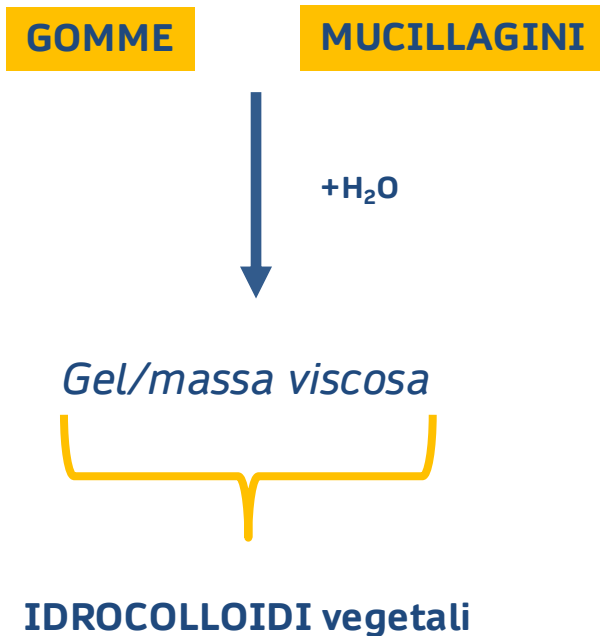 GOMME
MUCILLAGINI
+H₂O
Gel/massa viscosa
IDROCOLLOIDI vegetali